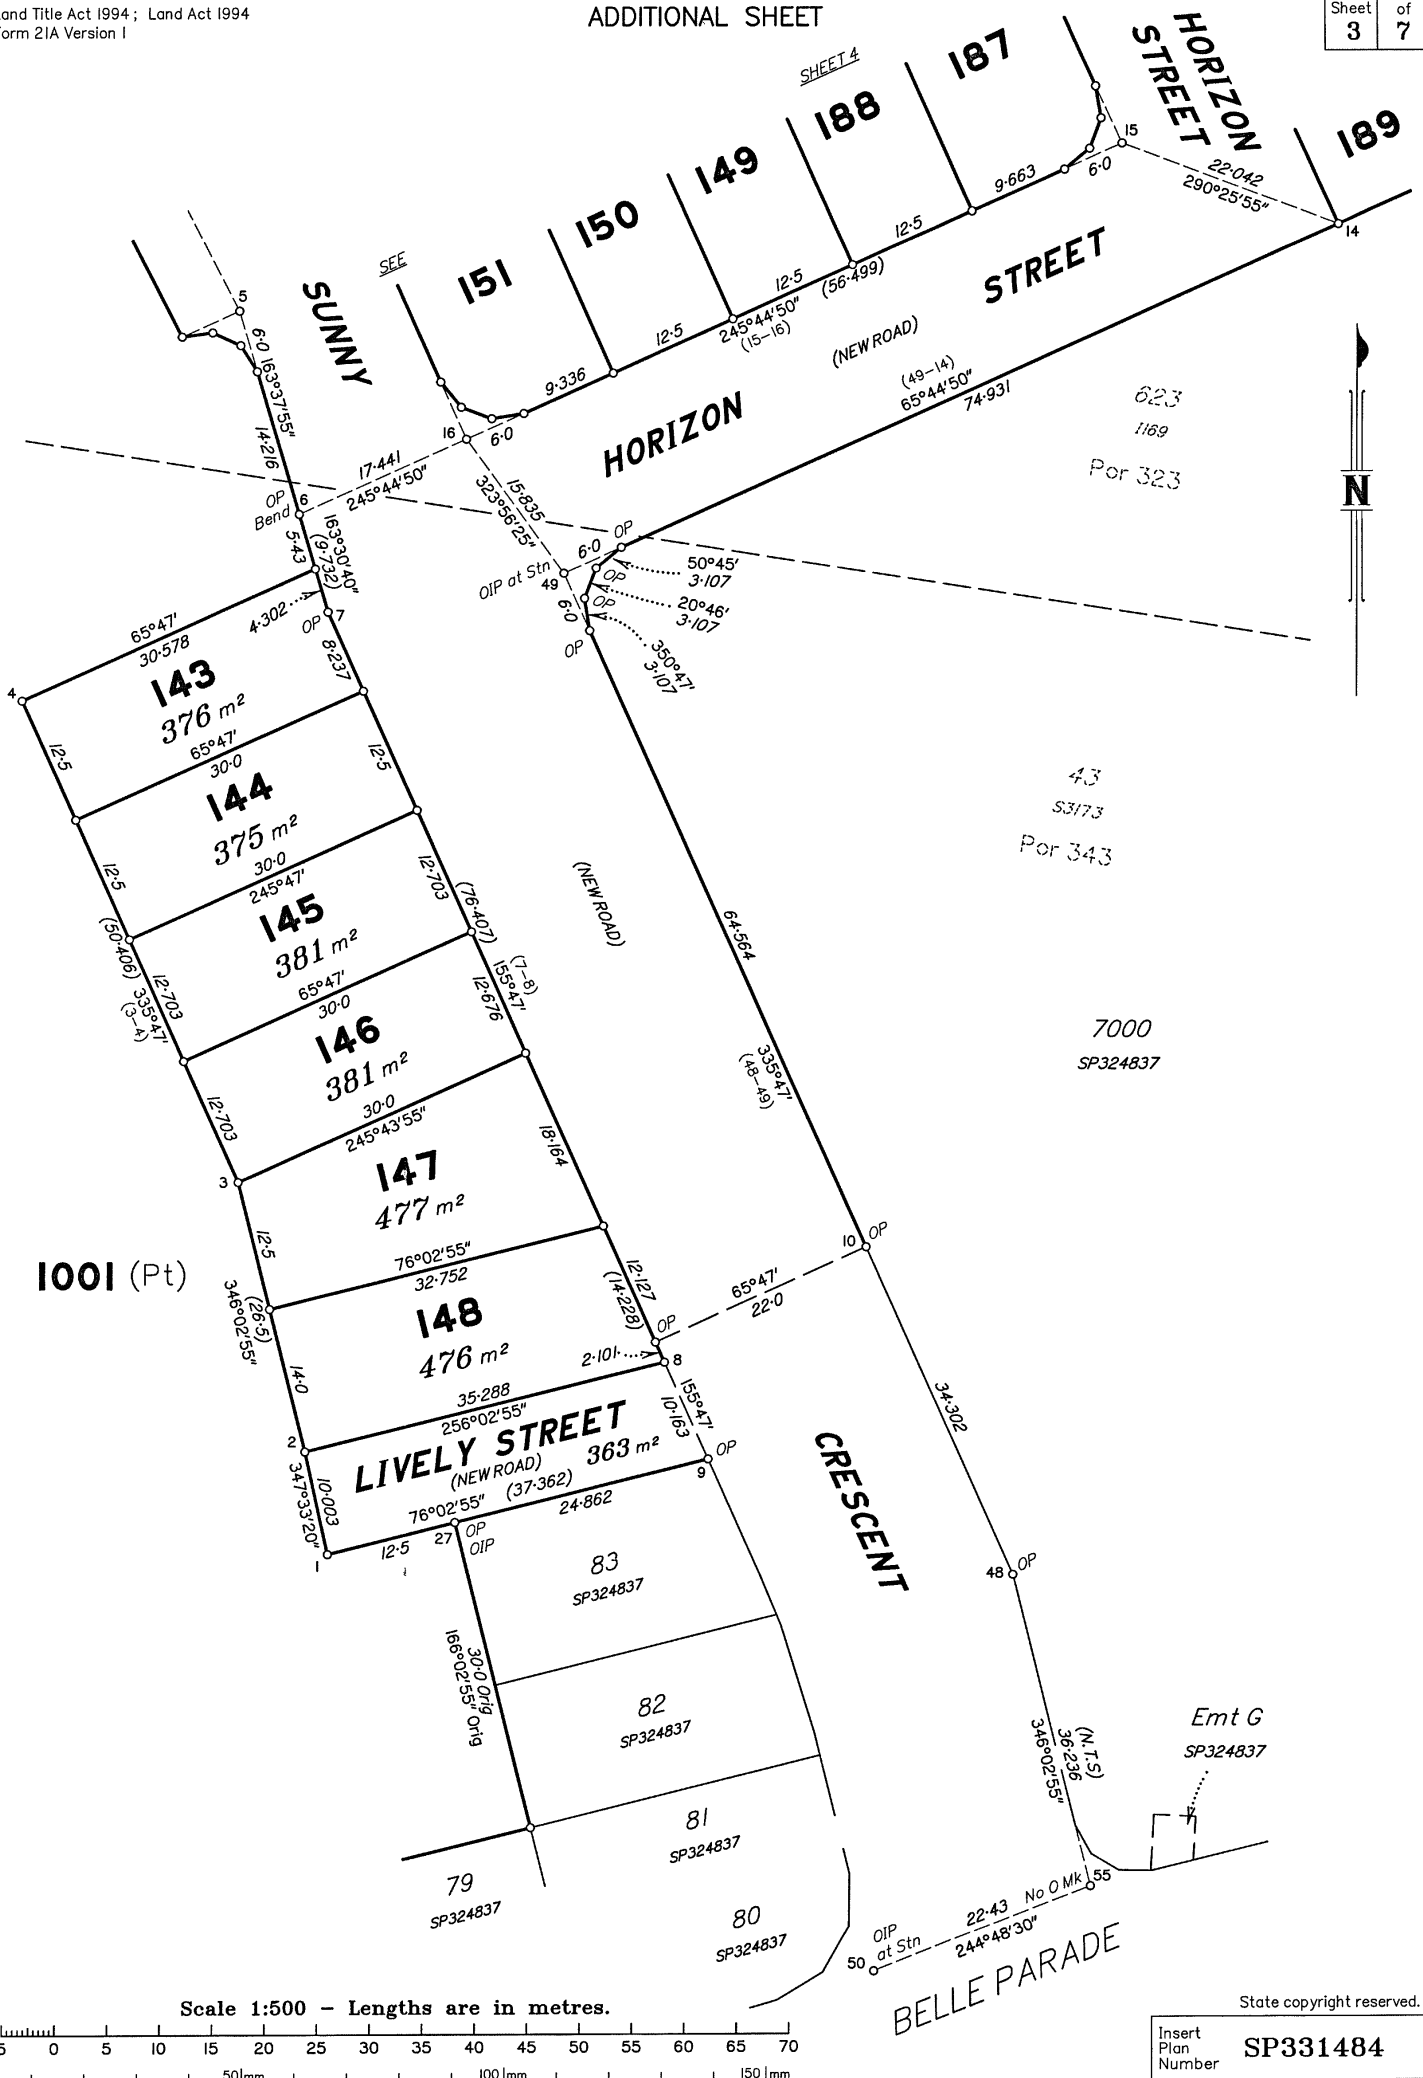 and Title Act 1994 ; Land Act 1994
orm 21A Version 1
ADDITIONAL SHEET
Sheet of
3 7
SHEET 4
187
HORIZON
STREET
188
149
150
151
SEE
SUNNY
189
15
6·0
22·042
290°25'55"
14
9·663
12·5
(56·499)
12·5
245°44'50"
(15-16)
12·5
9·336
6·0
16
STREET
(NEW ROAD)
HORIZON
(49-14)
65°44'50"
74·931
623
1169
Por 323
N
5
6·0
163°37'55"
14·216
OP
Bend
6
17·441
245°44'50"
15·835
323°56'25"
OP
6·0
OIP at Stn
49
6·0
OP
OP
OP
50°45'
3·107
20°46'
3·107
350°47'
3·107
5·43
163°30'40"
(9·732)
4·302
OP
7
8·237
65°47'
30·578
4
143
376 m²
12·5
65°47'
30·0
12·5
144
375 m²
12·5
30·0
245°47'
12·703
(76·407)
145
381 m²
(50·406)
335°47'
(3-4)
12·703
65°47'
30·0
(7-8)
155°47'
12·676
146
381 m²
12·703
30·0
245°43'55"
18·164
3
147
477 m²
12·5
76°02'55"
32·752
12·127
(14·228)
OP
1001 (Pt)
(26·5)
346°02'55"
148
476 m²
14·0
2·101
8
35·288
256°02'55"
2
155°47'
10·163
LIVELY STREET
(NEW ROAD)
363 m²
(37·362)
10·003
347°33'20"
76°02'55"
24·862
9
OP
1
12·5
27
OP
OIP
(NEW ROAD)
64·564
335°47'
(48-49)
43
S3173
Por 343
7000
SP324837
10
OP
65°47'
22·0
34·302
CRESCENT
48
OP
83
SP324837
30·0 Orig
166°02'55" Orig
82
SP324837
81
SP324837
79
SP324837
80
SP324837
(N.T.S)
36·236
346°02'55"
Emt G
SP324837
No O Mk
55
22·43
244°48'30"
OIP
at Stn
50
BELLE PARADE
Scale 1:500 – Lengths are in metres.
5 0 5 10 15 20 25 30 35 40 45 50 55 60 65 70
50 mm 100 mm 150 mm
State copyright reserved.
Insert
Plan
Number
SP331484